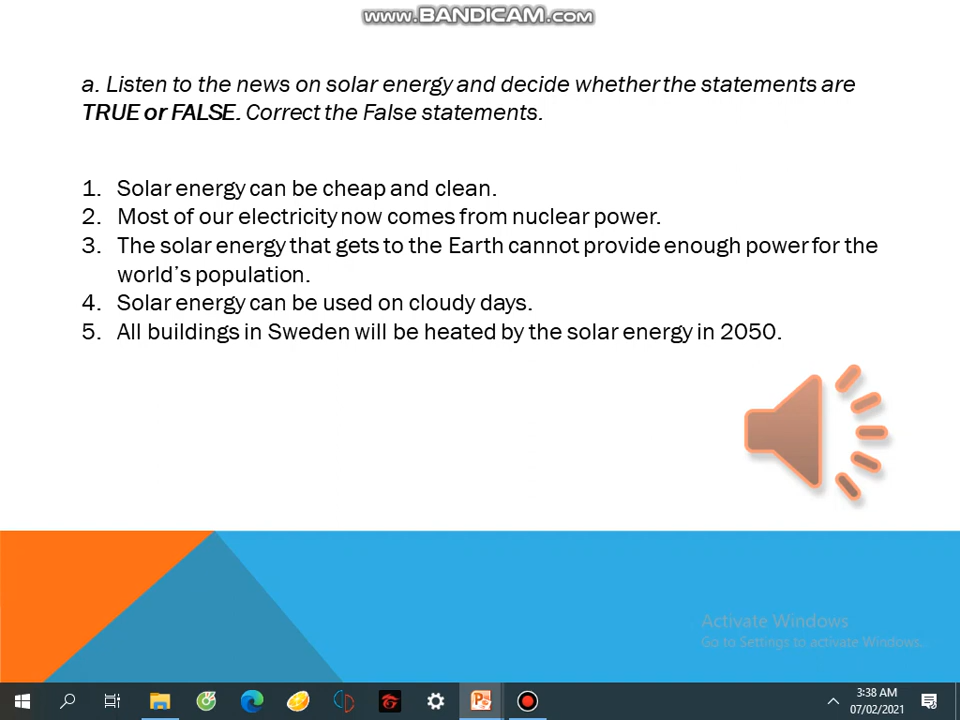 www.BANDICAM.com
a. Listen to the news on solar energy and decide whether the statements are
TRUE or FALSE. Correct the False statements.
1. Solar energy can be cheap and clean.
2. Most of our electricity now comes from nuclear power.
3. The solar energy that gets to the Earth cannot provide enough power for the
world's population.
4. Solar energy can be used on cloudy days.
5. All buildings in Sweden will be heated by the solar energy in 2050.
Activate Windows
Go to Settings to activate Windows.
3:38 AM
07/02/2021